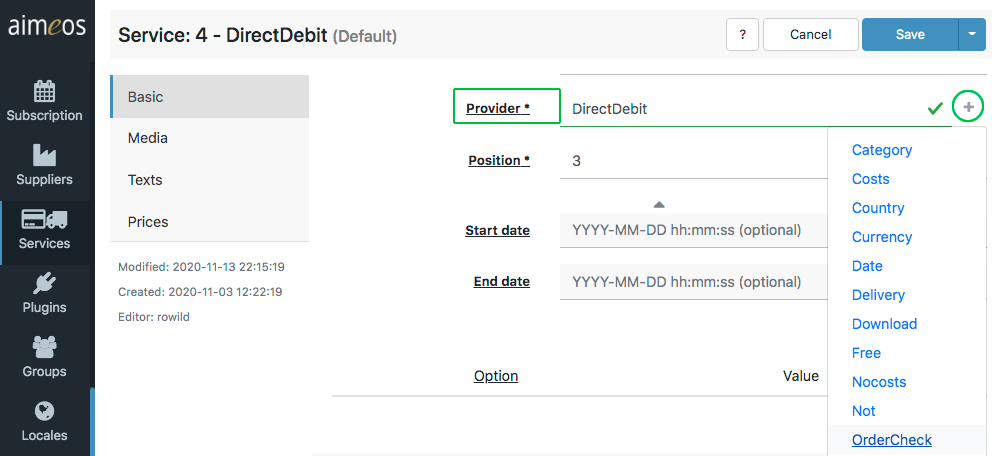 aimeos
Service: 4 - DirectDebit (Default)
?
Cancel
Save
Subscription
Suppliers
Services
Plugins
Groups
Locales
Basic
Media
Texts
Prices
Modified: 2020-11-13 22:15:19
Created: 2020-11-03 12:22:19
Editor: rowild
Provider *
DirectDebit
+
Position *
3
Start date
YYYY-MM-DD hh:mm:ss (optional)
End date
YYYY-MM-DD hh:mm:ss (optional)
Option
Value
Category
Costs
Country
Currency
Date
Delivery
Download
Free
Nocosts
Not
OrderCheck